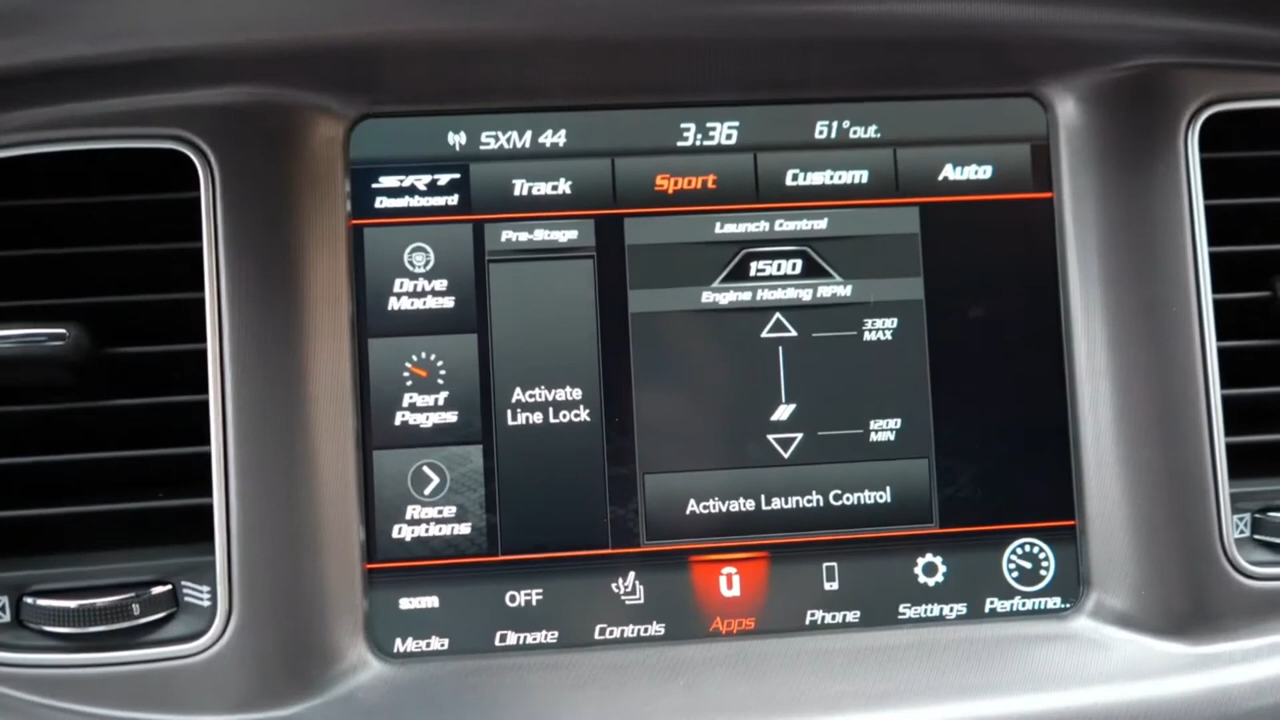 SXM 44
3:36
61°out.
SRT
Dashboard
Track
Sport
Custom
Auto
Drive
Modes
Perf
Pages
Race
Options
Pre-Stage
Activate
Line Lock
Launch Control
1500
Engine Holding RPM
3300
MAX
1200
MIN
Activate Launch Control
sxm
Media
OFF
Climate
Controls
ū
Apps
Phone
Settings
Performa..